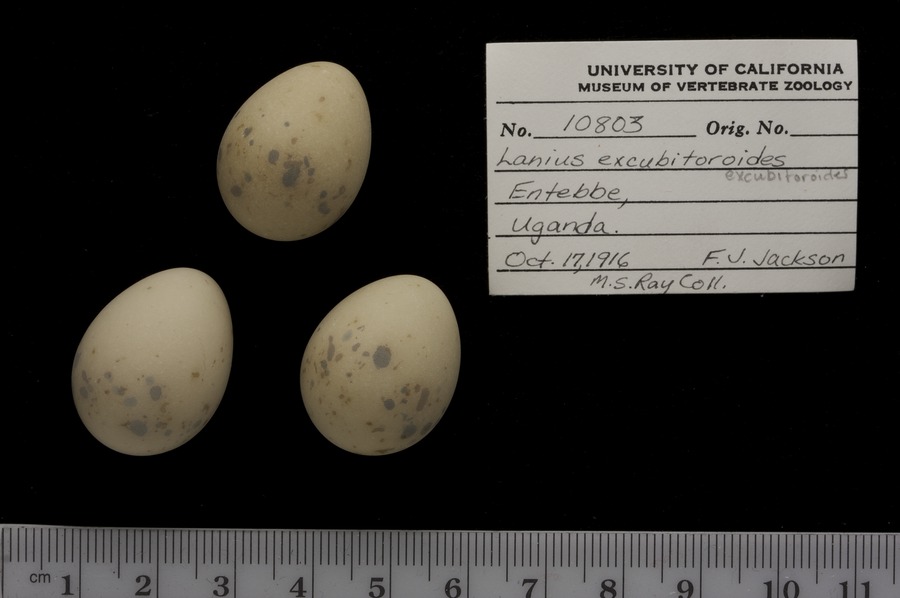 UNIVERSITY OF CALIFORNIA
MUSEUM OF VERTEBRATE ZOOLOGY
No. 10803 Orig. No.
Lanius excubitoroides
excubitoroides
Entebbe,
Uganda.
Oct. 17, 1916 F. J. Jackson
M.S. Ray Coll.
cm 1 2 3 4 5 6 7 8 9 10 11